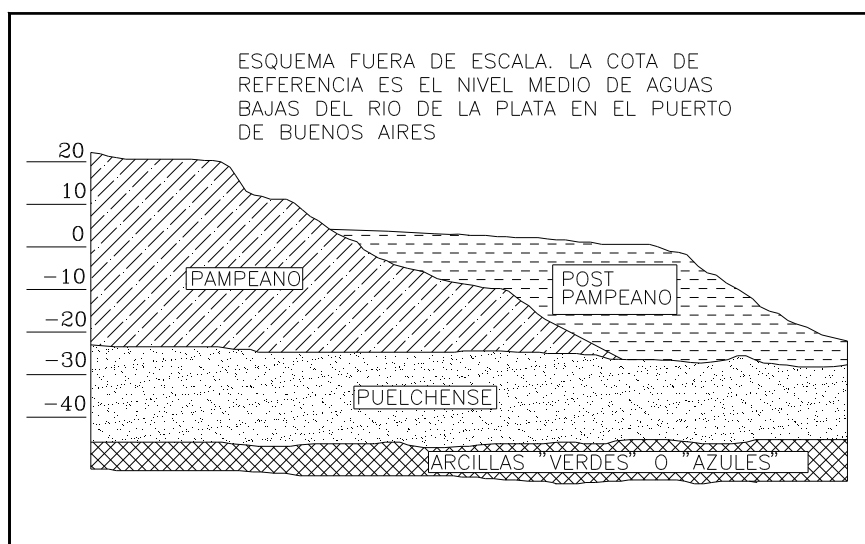 ESQUEMA FUERA DE ESCALA. LA COTA DE
REFERENCIA ES EL NIVEL MEDIO DE AGUAS
BAJAS DEL RIO DE LA PLATA EN EL PUERTO
DE BUENOS AIRES
20
10
0
-10
-20
-30
-40
PAMPEANO
POST
PAMPEANO
PUELCHENSE
ARCILLAS "VERDES" O "AZULES"